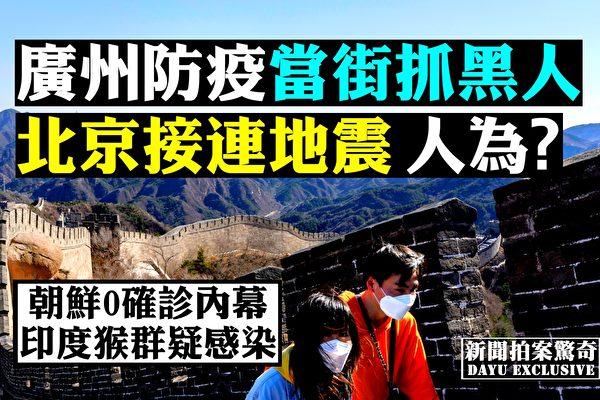 廣州防疫當街抓黑人
北京接連地震 人為?
朝鮮0確診內幕
印度猴群疑感染
新聞拍案驚奇
DAYU EXCLUSIVE